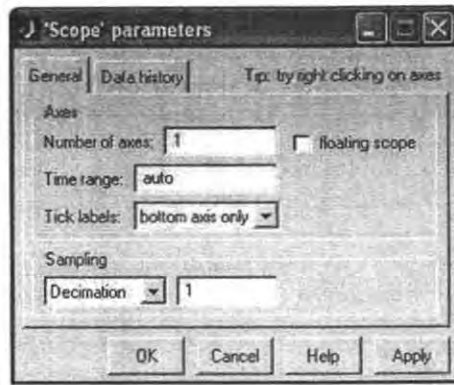 'Scope' parameters
General Data history Tip: try right clicking on axes
Axes
Number of axes: 1 floating scope
Time range: auto
Tick labels: bottom axis only
Sampling
Decimation 1
OK Cancel Help Apply